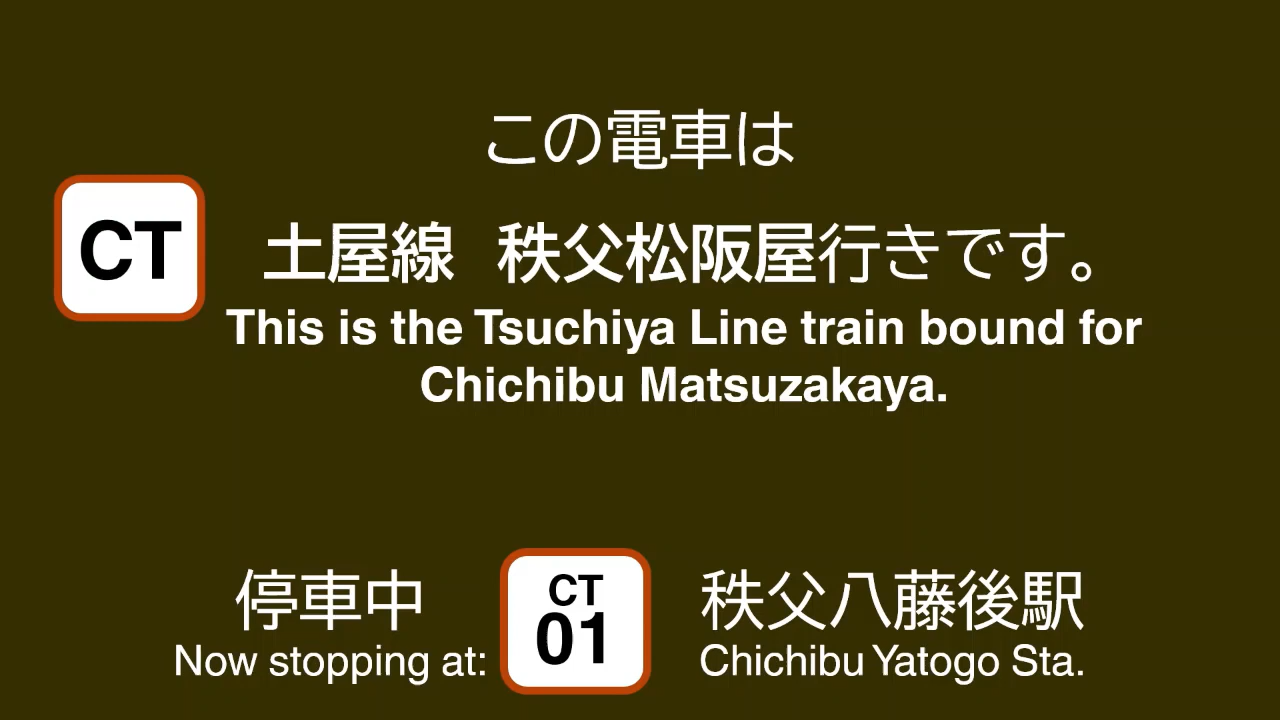 この電車は
CT
土屋線 秩父松阪屋行きです。
This is the Tsuchiya Line train bound for
Chichibu Matsuzakaya.
停車中
Now stopping at:
CT
01
秩父八藤後駅
Chichibu Yatogo Sta.